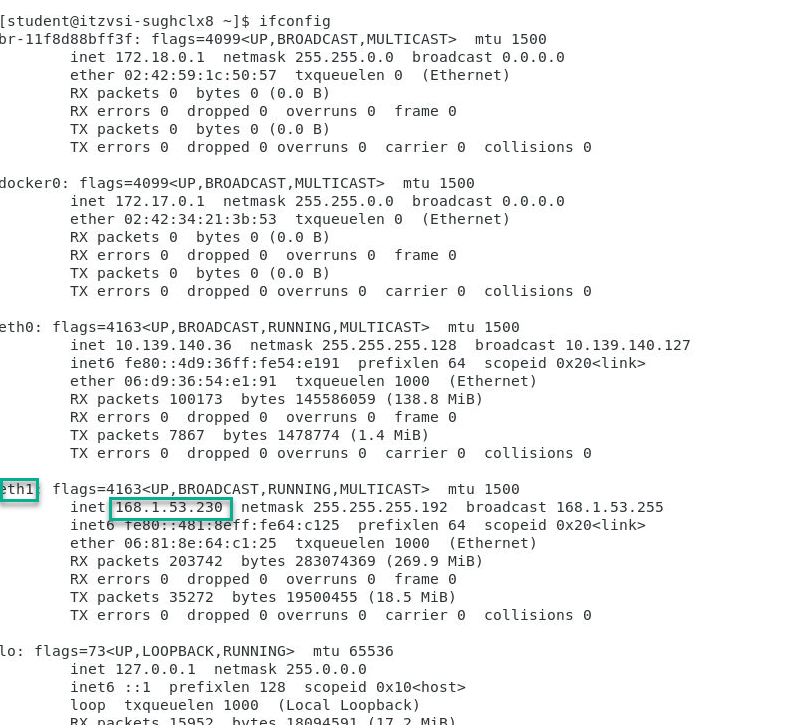 [student@itzvsi-sughclx8 ~]$ ifconfig
br-11f8d88bff3f: flags=4099<UP,BROADCAST,MULTICAST>  mtu 1500
        inet 172.18.0.1  netmask 255.255.0.0  broadcast 0.0.0.0
        ether 02:42:59:1c:50:57  txqueuelen 0  (Ethernet)
        RX packets 0  bytes 0 (0.0 B)
        RX errors 0  dropped 0  overruns 0  frame 0
        TX packets 0  bytes 0 (0.0 B)
        TX errors 0  dropped 0 overruns 0  carrier 0  collisions 0

docker0: flags=4099<UP,BROADCAST,MULTICAST>  mtu 1500
        inet 172.17.0.1  netmask 255.255.0.0  broadcast 0.0.0.0
        ether 02:42:34:21:3b:53  txqueuelen 0  (Ethernet)
        RX packets 0  bytes 0 (0.0 B)
        RX errors 0  dropped 0  overruns 0  frame 0
        TX packets 0  bytes 0 (0.0 B)
        TX errors 0  dropped 0 overruns 0  carrier 0  collisions 0

eth0: flags=4163<UP,BROADCAST,RUNNING,MULTICAST>  mtu 1500
        inet 10.139.140.36  netmask 255.255.255.128  broadcast 10.139.140.127
        inet6 fe80::4d9:36ff:fe54:e191  prefixlen 64  scopeid 0x20<link>
        ether 06:d9:36:54:e1:91  txqueuelen 1000  (Ethernet)
        RX packets 100173  bytes 145586059 (138.8 MiB)
        RX errors 0  dropped 0  overruns 0  frame 0
        TX packets 7867  bytes 1478774 (1.4 MiB)
        TX errors 0  dropped 0 overruns 0  carrier 0  collisions 0

eth1: flags=4163<UP,BROADCAST,RUNNING,MULTICAST>  mtu 1500
        inet 168.1.53.230  netmask 255.255.255.192  broadcast 168.1.53.255
        inet6 fe80::481:8eff:fe64:c125  prefixlen 64  scopeid 0x20<link>
        ether 06:81:8e:64:c1:25  txqueuelen 1000  (Ethernet)
        RX packets 203742  bytes 283074369 (269.9 MiB)
        RX errors 0  dropped 0  overruns 0  frame 0
        TX packets 35272  bytes 19500455 (18.5 MiB)
        TX errors 0  dropped 0 overruns 0  carrier 0  collisions 0

lo: flags=73<UP,LOOPBACK,RUNNING>  mtu 65536
        inet 127.0.0.1  netmask 255.0.0.0
        inet6 ::1  prefixlen 128  scopeid 0x10<host>
        loop  txqueuelen 1000  (Local Loopback)
        RX packets 15952  bytes 18094591 (17.2 MiB)